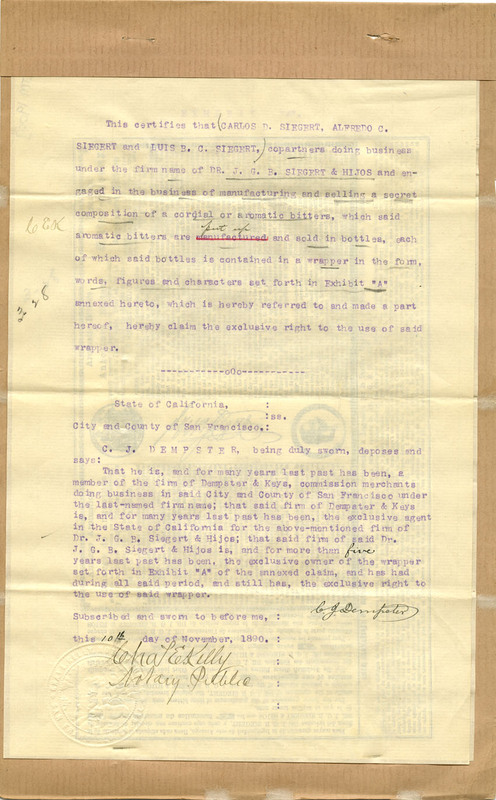 This certifies that (CARLOS D. SIEGERT, ALFREDO C.
SIEGERT and LUIS B. C. SIEGERT,) copartners doing business
under the firm name of DR. J. G. B. SIEGERT & HIJOS and en-
gaged in the business of manufacturing and selling a secret
composition of a cordial or aromatic bitters, which said
put up
aromatic bitters are manufactured and sold in bottles, each
of which said bottles is contained in a wrapper in the form,
words, figures and characters set forth in Exhibit "A"
annexed hereto, which is hereby referred to and made a part
hereof, hereby claim the exclusive right to the use of said
wrapper.
-----------oOo-----------
State of California, :
:ss.
City and County of San Francisco.:
C. J. DEMPSTER, being duly sworn, deposes and
says:
That he is, and for many years last past has been, a
member of the firm of Dempster & Keys, commission merchants
doing business in said City and County of San Francisco under
the last-named firm name; that said firm of Dempster & Keys
is, and for many years last past has been, the exclusive agent
in the State of California for the above-mentioned firm of
Dr. J. G. B. Siegert & Hijos; that said firm of said Dr.
J. G. B. Siegert & Hijos is, and for more than five
years last past has been, the exclusive owner of the wrapper
set forth in Exhibit "A" of the annexed claim, and has had
during all said period, and still has, the exclusive right to
the use of said wrapper.
C. J. Dempster
Subscribed and sworn to before me, :
this 10th day of November, 1890. :
Chas E Kelly :
Notary Public :
: